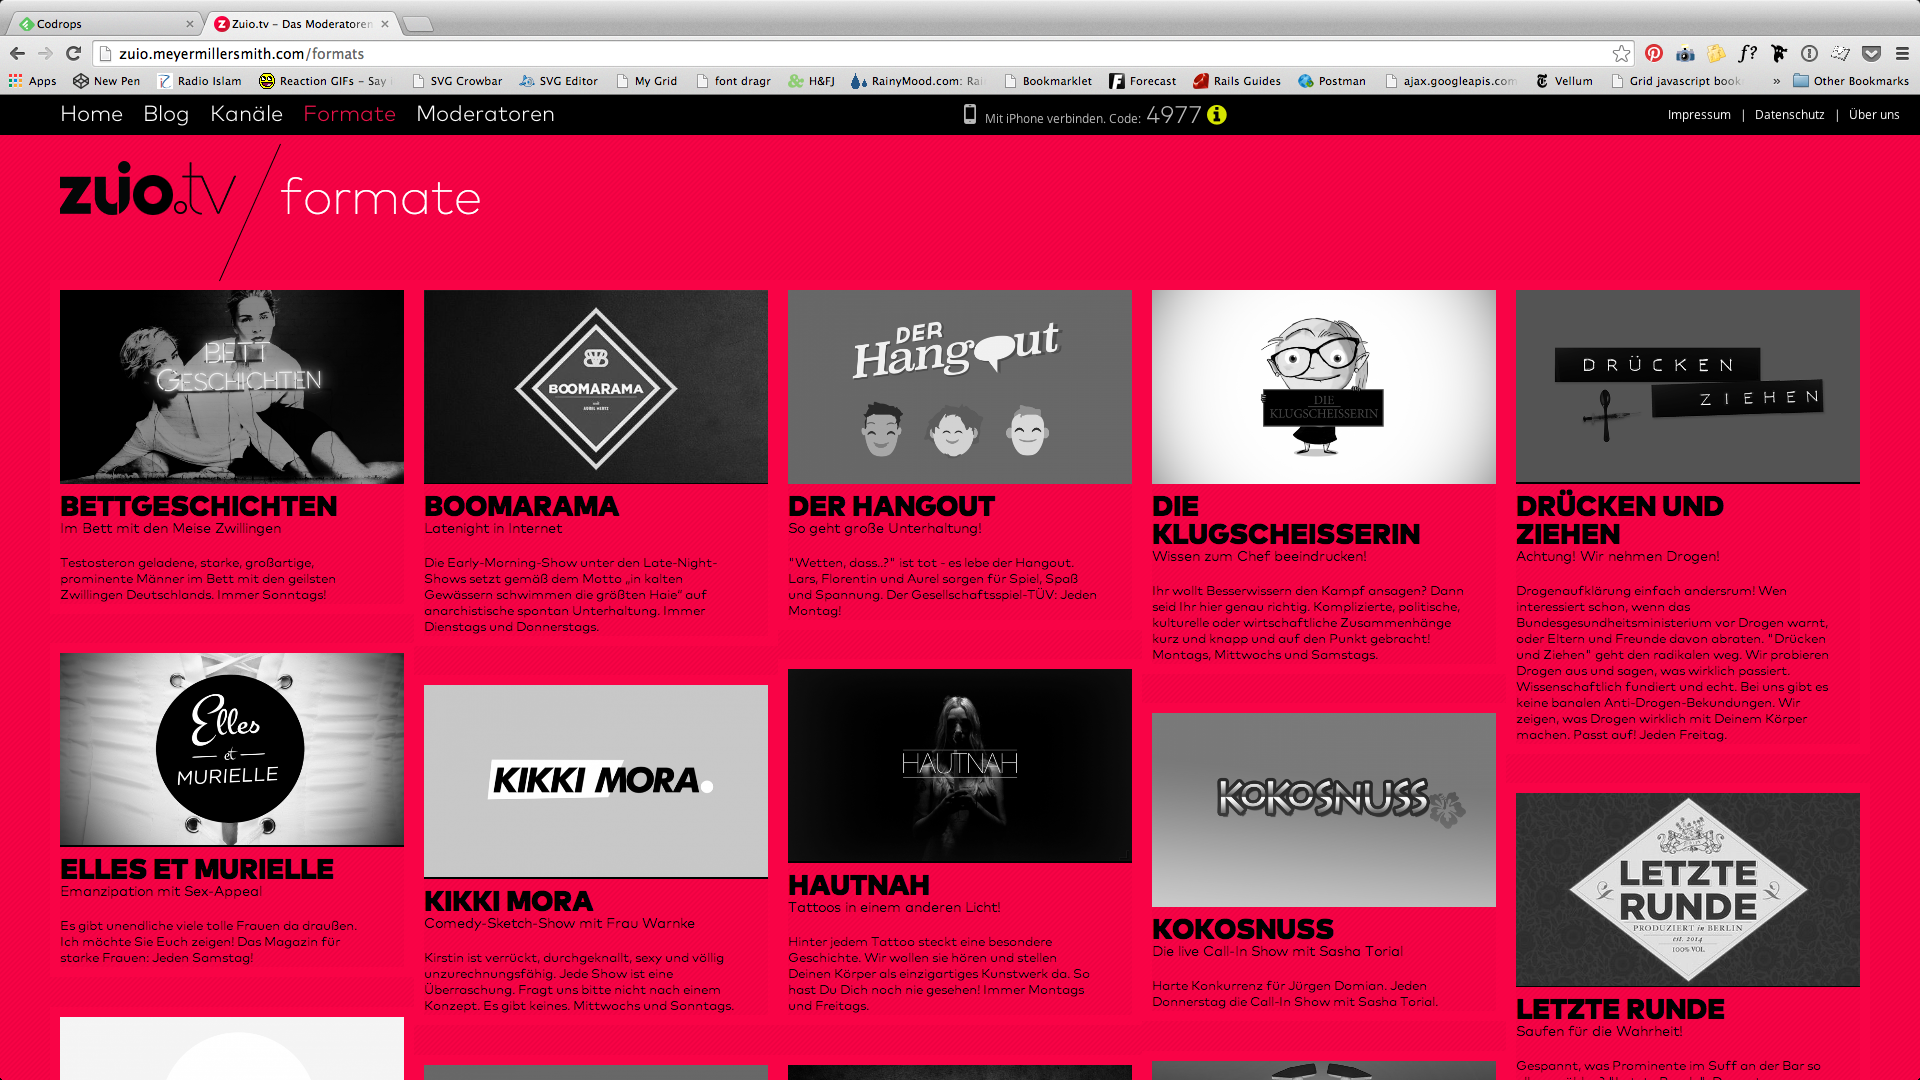 Codrops
Zuio.tv – Das Moderatoren
zuio.meyermillersmith.com/formats
Apps
New Pen
Radio Islam
Reaction GIFs – Say
SVG Crowbar
SVG Editor
My Grid
font dragr
H&FJ
RainyMood.com: Rai
Bookmarklet
Forecast
Rails Guides
Postman
ajax.googleapis.com
Vellum
Grid javascript book
»
Other Bookmarks
Home
Blog
Kanäle
Formate
Moderatoren
Mit iPhone verbinden. Code: 4977
Impressum | Datenschutz | Über uns
zuio.tv / formate
BETT
GESCHICHTEN
BETTGESCHICHTEN
Im Bett mit den Meise Zwillingen
Testosteron geladene, starke, großartige,
prominente Männer im Bett mit den geilsten
Zwillingen Deutschlands. Immer Sonntags!
BOOMARAMA
mit
AUREL MERTZ
BOOMARAMA
Latenight in Internet
Die Early-Morning-Show unter den Late-Night-
Shows setzt gemäß dem Motto „in kalten
Gewässern schwimmen die größten Haie“ auf
anarchistische spontan Unterhaltung. Immer
Dienstags und Donnerstags.
DER
Hangout
DER HANGOUT
So geht große Unterhaltung!
"Wetten, dass..?" ist tot - es lebe der Hangout.
Lars, Florentin und Aurel sorgen für Spiel, Spaß
und Spannung. Der Gesellschaftsspiel-TÜV: Jeden
Montag!
DIE
KLUGSCHEISSERIN
DIE
KLUGSCHEISSERIN
Wissen zum Chef beeindrucken!
Ihr wollt Besserwissern den Kampf ansagen? Dann
seid Ihr hier genau richtig. Komplizierte, politische,
kulturelle oder wirtschaftliche Zusammenhänge
kurz und knapp und auf den Punkt gebracht!
Montags, Mittwochs und Samstags.
DRÜCKEN
ZIEHEN
DRÜCKEN UND
ZIEHEN
Achtung! Wir nehmen Drogen!
Drogenaufklärung einfach andersrum! Wen
interessiert schon, wenn das
Bundesgesundheitsministerium vor Drogen warnt,
oder Eltern und Freunde davon abraten. "Drücken
und Ziehen" geht den radikalen weg. Wir probieren
Drogen aus und sagen, was wirklich passiert.
Wissenschaftlich fundiert und echt. Bei uns gibt es
keine banalen Anti-Drogen-Bekundungen. Wir
zeigen, was Drogen wirklich mit Deinem Körper
machen. Passt auf! Jeden Freitag.
Elles
et
MURIELLE
ELLES ET MURIELLE
Emanzipation mit Sex-Appeal
Es gibt unendliche viele tolle Frauen da draußen.
Ich möchte Sie Euch zeigen! Das Magazin für
starke Frauen: Jeden Samstag!
KIKKI MORA.
KIKKI MORA
Comedy-Sketch-Show mit Frau Warnke
Kirstin ist verrückt, durchgeknallt, sexy und völlig
unzurechnungsfähig. Jede Show ist eine
Überraschung. Fragt uns bitte nicht nach einem
Konzept. Es gibt keines. Mittwochs und Sonntags.
HAUTNAH
HAUTNAH
Tattoos in einem anderen Licht!
Hinter jedem Tattoo steckt eine besondere
Geschichte. Wir wollen sie hören und stellen
Deinen Körper als einzigartiges Kunstwerk da. So
hast Du Dich noch nie gesehen! Immer Montags
und Freitags.
KOKOSNUSS
KOKOSNUSS
Die live Call-In Show mit Sasha Torial
Harte Konkurrenz für Jürgen Domian. Jeden
Donnerstag die Call-In Show mit Sasha Torial.
LETZTE
RUNDE
PRODUZIERT in BERLIN
est. 2014
100% VOL
LETZTE RUNDE
Saufen für die Wahrheit!
Gespannt, was Prominente im Suff an der Bar so